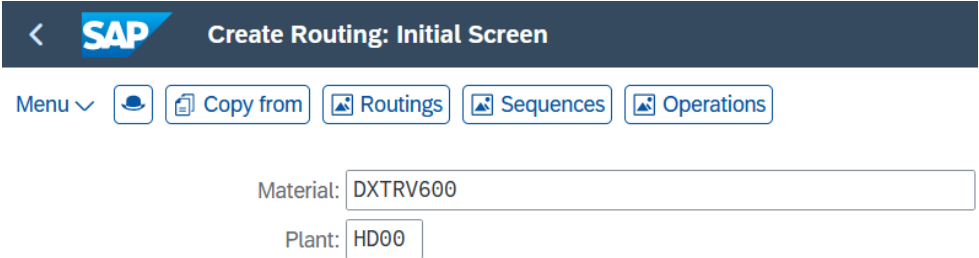 SAP Create Routing: Initial Screen
Menu Copy from Routings Sequences Operations
Material: DXTRV600
Plant: HD00